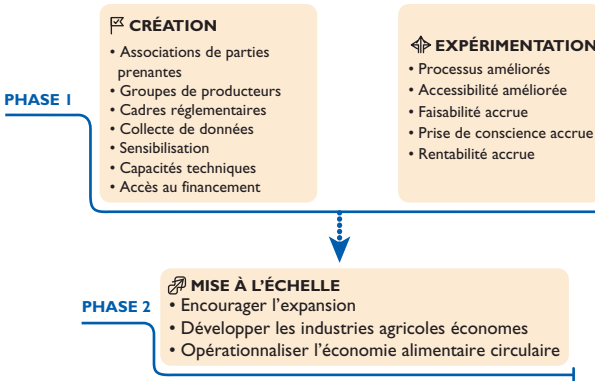 PHASE 1
CRÉATION
• Associations de parties
prenantes
• Groupes de producteurs
• Cadres réglementaires
• Collecte de données
• Sensibilisation
• Capacités techniques
• Accès au financement
EXPÉRIMENTATION
• Processus améliorés
• Accessibilité améliorée
• Faisabilité accrue
• Prise de conscience accrue
• Rentabilité accrue
PHASE 2
MISE À L’ÉCHELLE
• Encourager l’expansion
• Développer les industries agricoles économes
• Opérationnaliser l’économie alimentaire circulaire